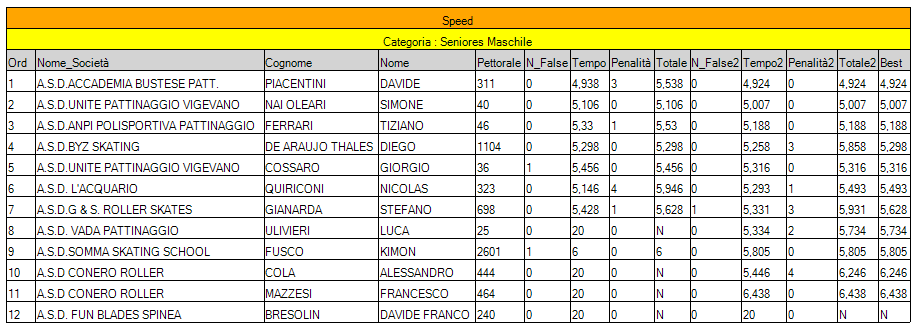 Speed
Categoria : Seniores Maschile
Ord Nome_Società Cognome Nome Pettorale N_False Tempo Penalità Totale N_False2 Tempo2 Penalità2 Totale2 Best
1 A.S.D.ACCADEMIA BUSTESE PATT. PIACENTINI DAVIDE 311 0 4,938 3 5,538 0 4,924 0 4,924 4,924
2 A.S.D.UNITE PATTINAGGIO VIGEVANO NAI OLEARI SIMONE 40 0 5,106 0 5,106 0 5,007 0 5,007 5,007
3 A.S.D.ANPI POLISPORTIVA PATTINAGGIO FERRARI TIZIANO 46 0 5,33 1 5,53 0 5,188 0 5,188 5,188
4 A.S.D.BYZ SKATING DE ARAUJO THALES DIEGO 1104 0 5,298 0 5,298 0 5,258 3 5,858 5,298
5 A.S.D.UNITE PATTINAGGIO VIGEVANO COSSARO GIORGIO 36 1 5,456 0 5,456 0 5,316 0 5,316 5,316
6 A.S.D. L'ACQUARIO QUIRICONI NICOLAS 323 0 5,146 4 5,946 0 5,293 1 5,493 5,493
7 A.S.D.G & S. ROLLER SKATES GIANARDA STEFANO 698 0 5,428 1 5,628 1 5,331 3 5,931 5,628
8 A.S.D. VADA PATTINAGGIO ULIVIERI LUCA 25 0 20 0 N 0 5,334 2 5,734 5,734
9 A.S.D.SOMMA SKATING SCHOOL FUSCO KIMON 2601 1 6 0 6 0 5,805 0 5,805 5,805
10 A.S.D CONERO ROLLER COLA ALESSANDRO 444 0 20 0 N 0 5,446 4 6,246 6,246
11 A.S.D CONERO ROLLER MAZZESI FRANCESCO 464 0 20 0 N 0 6,438 0 6,438 6,438
12 A.S.D. FUN BLADES SPINEA BRESOLIN DAVIDE FRANCO 240 0 20 0 N 0 20 0 N N